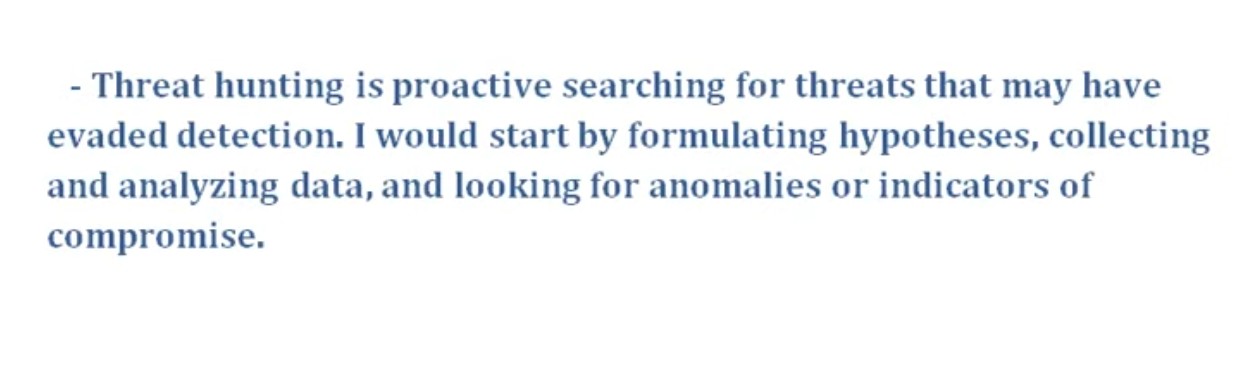 - Threat hunting is proactive searching for threats that may have
evaded detection. I would start by formulating hypotheses, collecting
and analyzing data, and looking for anomalies or indicators of
compromise.